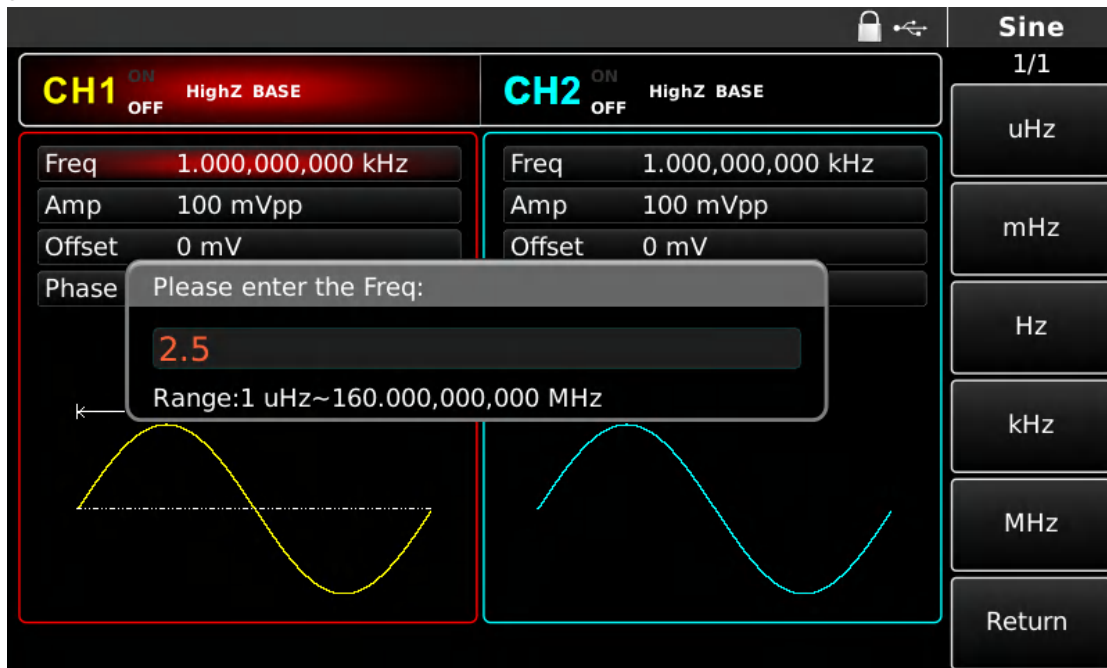 Sine
1/1
CH1 ON OFF HighZ BASE
CH2 ON OFF HighZ BASE
Freq 1.000,000,000 kHz
Amp 100 mVpp
Offset 0 mV
Phase
Freq 1.000,000,000 kHz
Amp 100 mVpp
Offset 0 mV
Please enter the Freq:
2.5
Range:1 uHz~160.000,000,000 MHz
uHz
mHz
Hz
kHz
MHz
Return